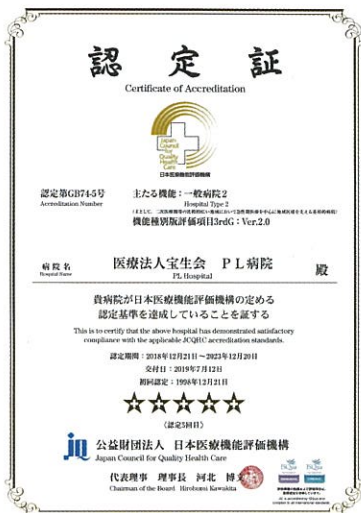 認定証
Certificate of Accreditation
Japan
Council
for
Quality
Health
Care
日本医療機能評価機構
認定第GB74-5号
Accreditation Number
主たる機能：一般病院2
Hospital Type 2
機能種別版評価項目3rdG：Ver.2.0
病院名 医療法人宝生会 PL病院 殿
Hospital Name PL Hospital
貴病院が日本医療機能評価機構の定める
認定基準を達成していることを証する
This is to certify that the above hospital has demonstrated satisfactory
compliance with the applicable JCQHC accreditation standards.
認定期間：2018年12月21日～2023年12月20日
交付日：2019年7月12日
初回認定：1998年12月21日
（認定5回目）
jq 公益財団法人 日本医療機能評価機構
Japan Council for Quality Health Care
代表理事 理事長 河北 博文
Chairman of the Board Hirobumi Kawakita